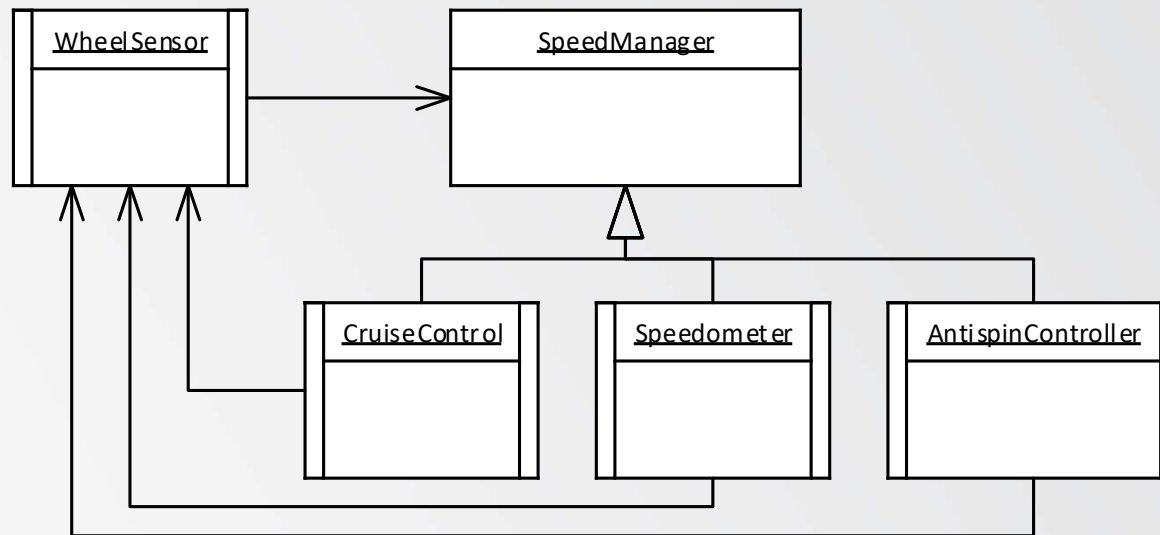 WheelSensor
SpeedManager
CruiseControl
Speedometer
AntispinController